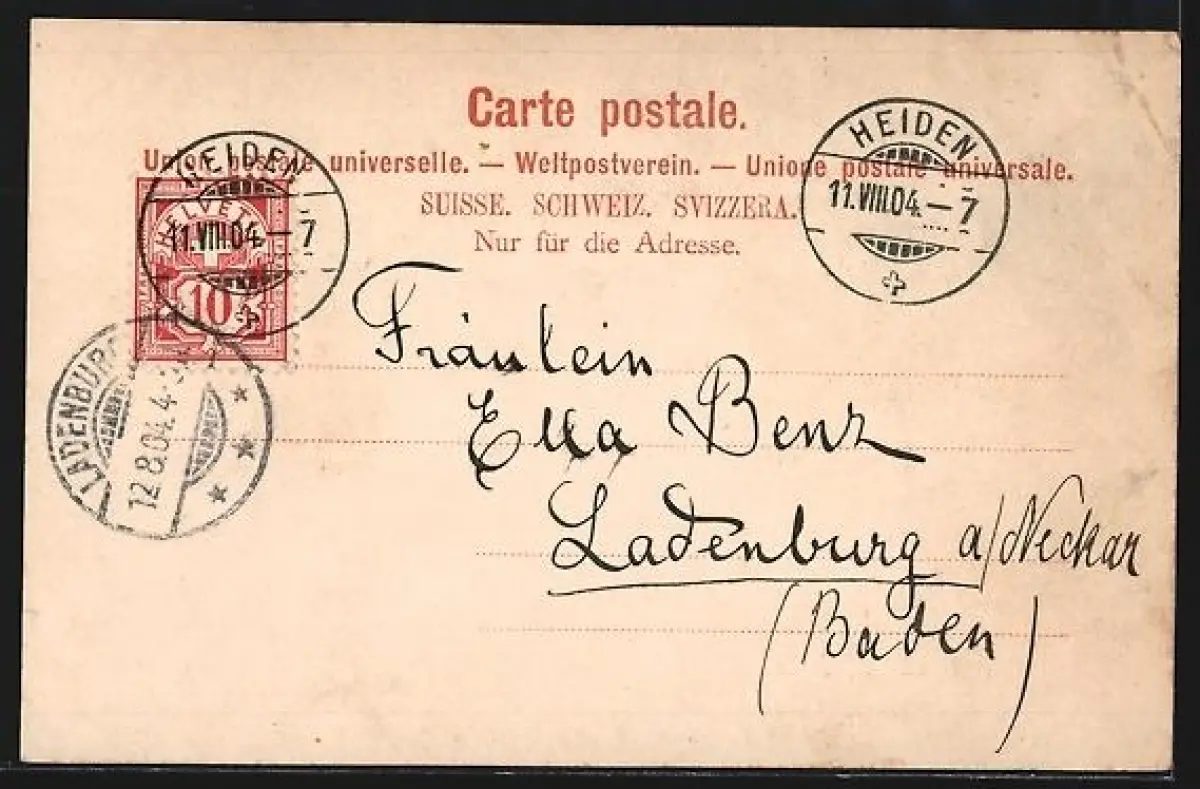 Carte postale.
Union postale universelle. — Weltpostverein. — Unione postale universale.
SUISSE. SCHWEIZ. SVIZZERA.
Nur für die Adresse.
HEIDEN
11.VIII.04.—7
HEIDEN
11.VIII.04.—7
HELVETIA
10
LADENBURG
12.8.04.4-
Fräulein
Ella Benz
Ladenburg a/Neckar
(Baden)